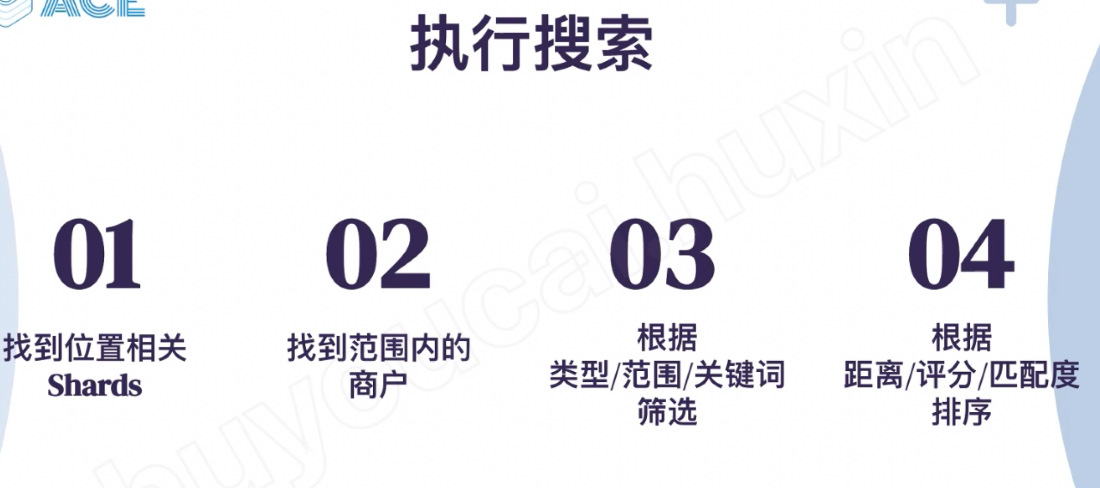 ACE
执行搜索
01
找到位置相关
Shards
02
找到范围内的
商户
03
根据
类型/范围/关键词
筛选
04
根据
距离/评分/匹配度
排序
huyoucai.huxin